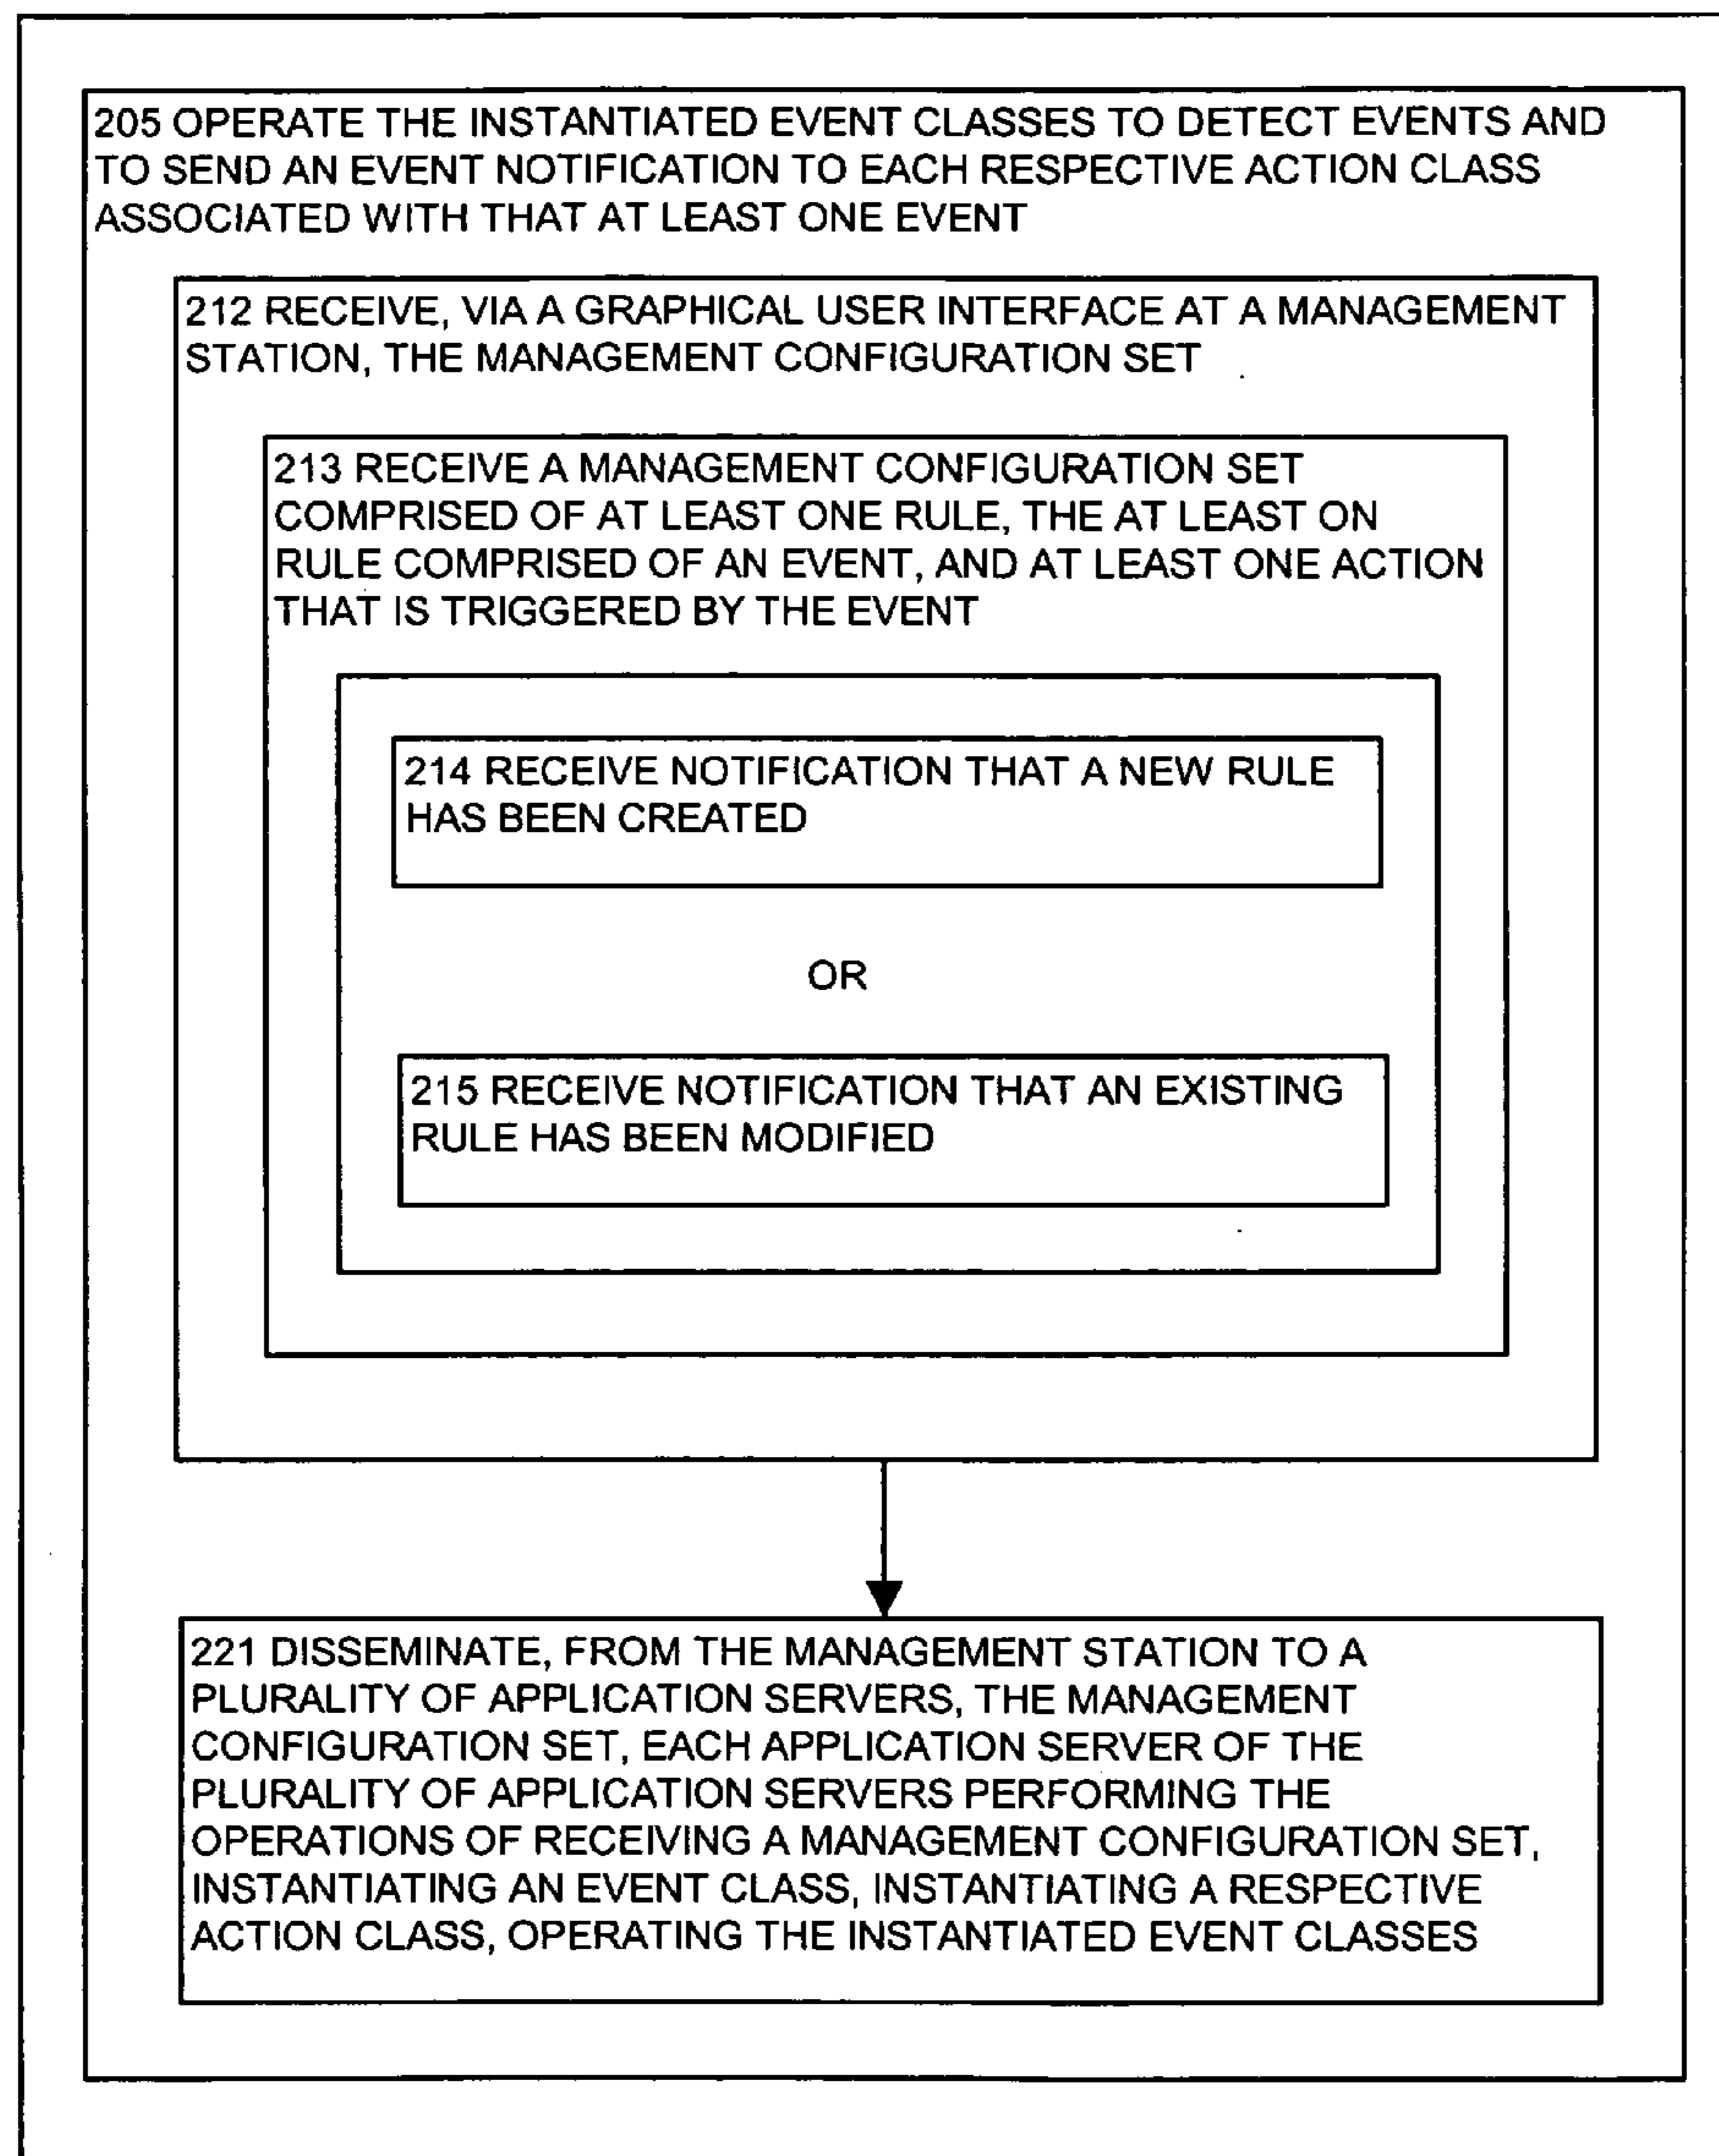 205 OPERATE THE INSTANTIATED EVENT CLASSES TO DETECT EVENTS AND
TO SEND AN EVENT NOTIFICATION TO EACH RESPECTIVE ACTION CLASS
ASSOCIATED WITH THAT AT LEAST ONE EVENT
212 RECEIVE, VIA A GRAPHICAL USER INTERFACE AT A MANAGEMENT
STATION, THE MANAGEMENT CONFIGURATION SET
213 RECEIVE A MANAGEMENT CONFIGURATION SET
COMPRISED OF AT LEAST ONE RULE, THE AT LEAST ON
RULE COMPRISED OF AN EVENT, AND AT LEAST ONE ACTION
THAT IS TRIGGERED BY THE EVENT
214 RECEIVE NOTIFICATION THAT A NEW RULE
HAS BEEN CREATED
OR
215 RECEIVE NOTIFICATION THAT AN EXISTING
RULE HAS BEEN MODIFIED
221 DISSEMINATE, FROM THE MANAGEMENT STATION TO A
PLURALITY OF APPLICATION SERVERS, THE MANAGEMENT
CONFIGURATION SET, EACH APPLICATION SERVER OF THE
PLURALITY OF APPLICATION SERVERS PERFORMING THE
OPERATIONS OF RECEIVING A MANAGEMENT CONFIGURATION SET,
INSTANTIATING AN EVENT CLASS, INSTANTIATING A RESPECTIVE
ACTION CLASS, OPERATING THE INSTANTIATED EVENT CLASSES